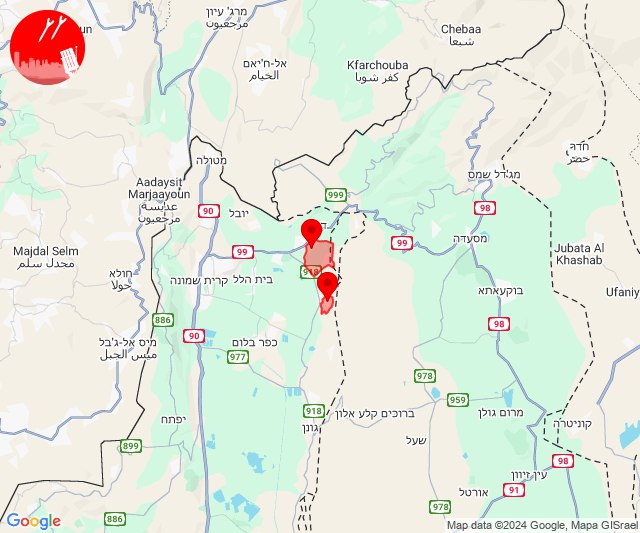 מרג' עיון
مرجعيون
Chebaa
شبعا
אל-ח'יאם
الخيام
Kfarchouba
كفر شوبا
חדֻר
حضر
מטולה
מג'דל שמס
Aadaysit
Marjaayoun
عديسة
مرجعيون
999
יובל
90
98
99
99
מסעדה
Majdal Selm
مجدل سلم
Jubata Al
Khashab
חולא
حولا
קרית שמונה
בית הלל
918
בוקעאתא
Ufaniy
886
98
90
מיס אל-ג'בל
ميس الجبل
כפר בלום
977
978
959
918
ברוכים קלע אלון
מרום גולן
קוניטרה
יפתח
גונן
899
שעל
98
עין זיוון
אורטל
91
978
886
Google
Map data ©2024 Google, Mapa GISrael